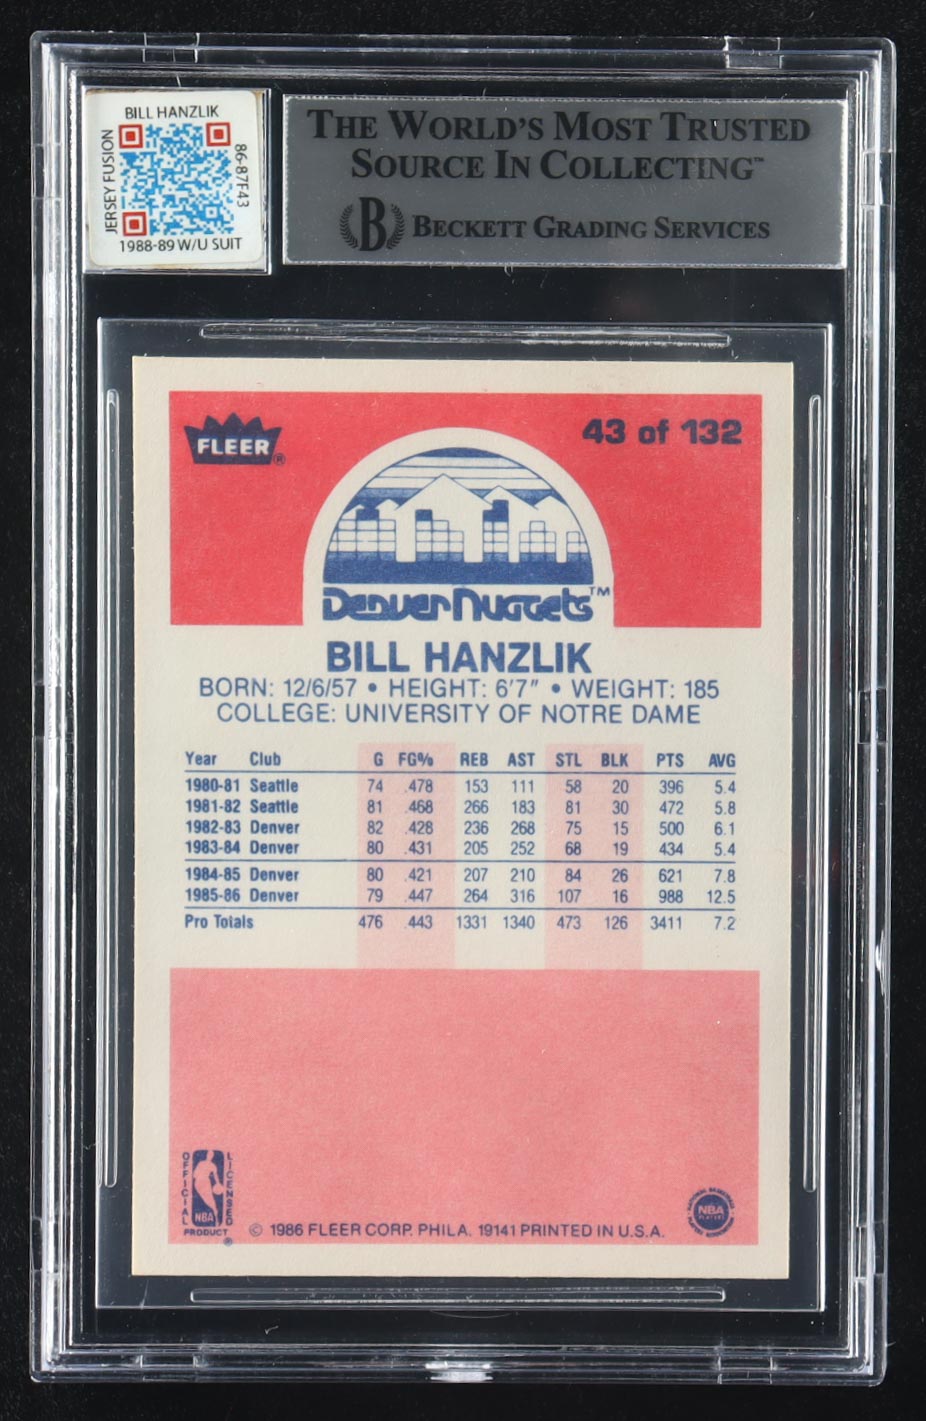 BILL HANZLIK
JERSEY FUSION
86-87F43
1988-89 W/U SUIT
THE WORLD'S MOST TRUSTED
SOURCE IN COLLECTING™
B BECKETT GRADING SERVICES
FLEER®
43 of 132
Denver Nuggets™
BILL HANZLIK
BORN: 12/6/57 • HEIGHT: 6'7" • WEIGHT: 185
COLLEGE: UNIVERSITY OF NOTRE DAME
Year Club G FG% REB AST STL BLK PTS AVG
1980-81 Seattle 74 .478 153 111 58 20 396 5.4
1981-82 Seattle 81 .468 266 183 81 30 472 5.8
1982-83 Denver 82 .428 236 268 75 15 500 6.1
1983-84 Denver 80 .431 205 252 68 19 434 5.4
1984-85 Denver 80 .421 207 210 84 26 621 7.8
1985-86 Denver 79 .447 264 316 107 16 988 12.5
Pro Totals 476 .443 1331 1340 473 126 3411 7.2
OFFICIAL
LICENSED
NBA
PRODUCT®
© 1986 FLEER CORP. PHILA. 19141 PRINTED IN U.S.A.
NATIONAL BASKETBALL
NBA
PLAYERS
PLAYERS ASSOCIATION